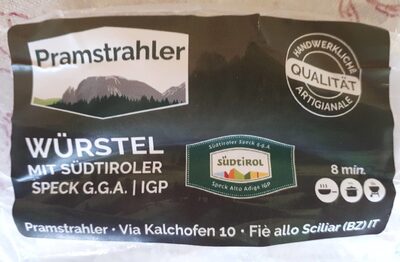 Pramstrahler
HANDWERKLICHE
QUALITÄT
ARTIGIANALE
WÜRSTEL
MIT SÜDTIROLER
SPECK G.G.A. | IGP
Südtiroler Speck g.g.A.
SÜDTIROL
Speck Alto Adige IGP
8 min.
Pramstrahler · Via Kalchofen 10 · Fiè allo Sciliar (BZ) IT